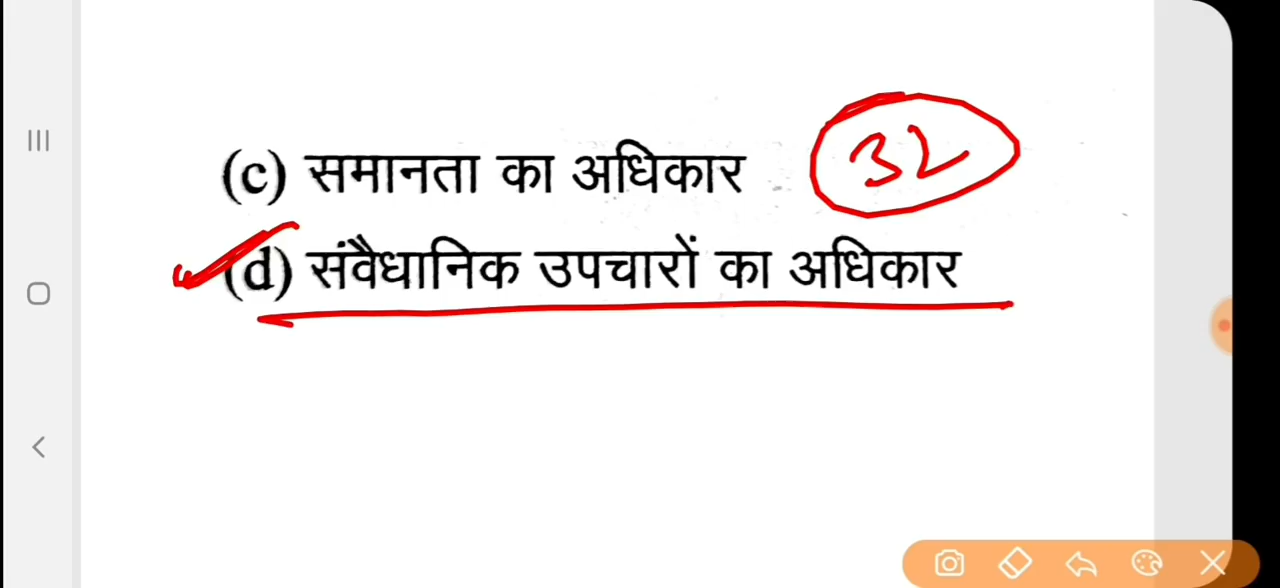 (c) समानता का अधिकार 32
(d) संवैधानिक उपचारों का अधिकार